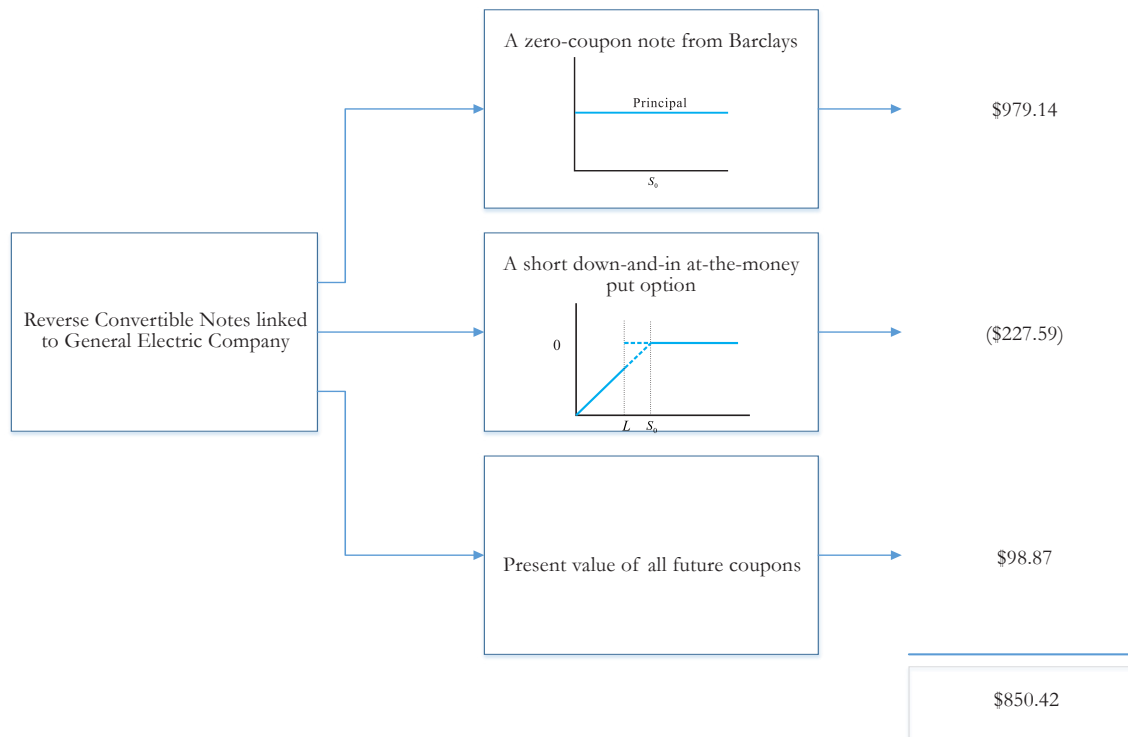 A zero-coupon note from Barclays
Principal
S₀
$979.14
Reverse Convertible Notes linked
to General Electric Company
A short down-and-in at-the-money
put option
0
L S₀
($227.59)
Present value of all future coupons
$98.87
$850.42